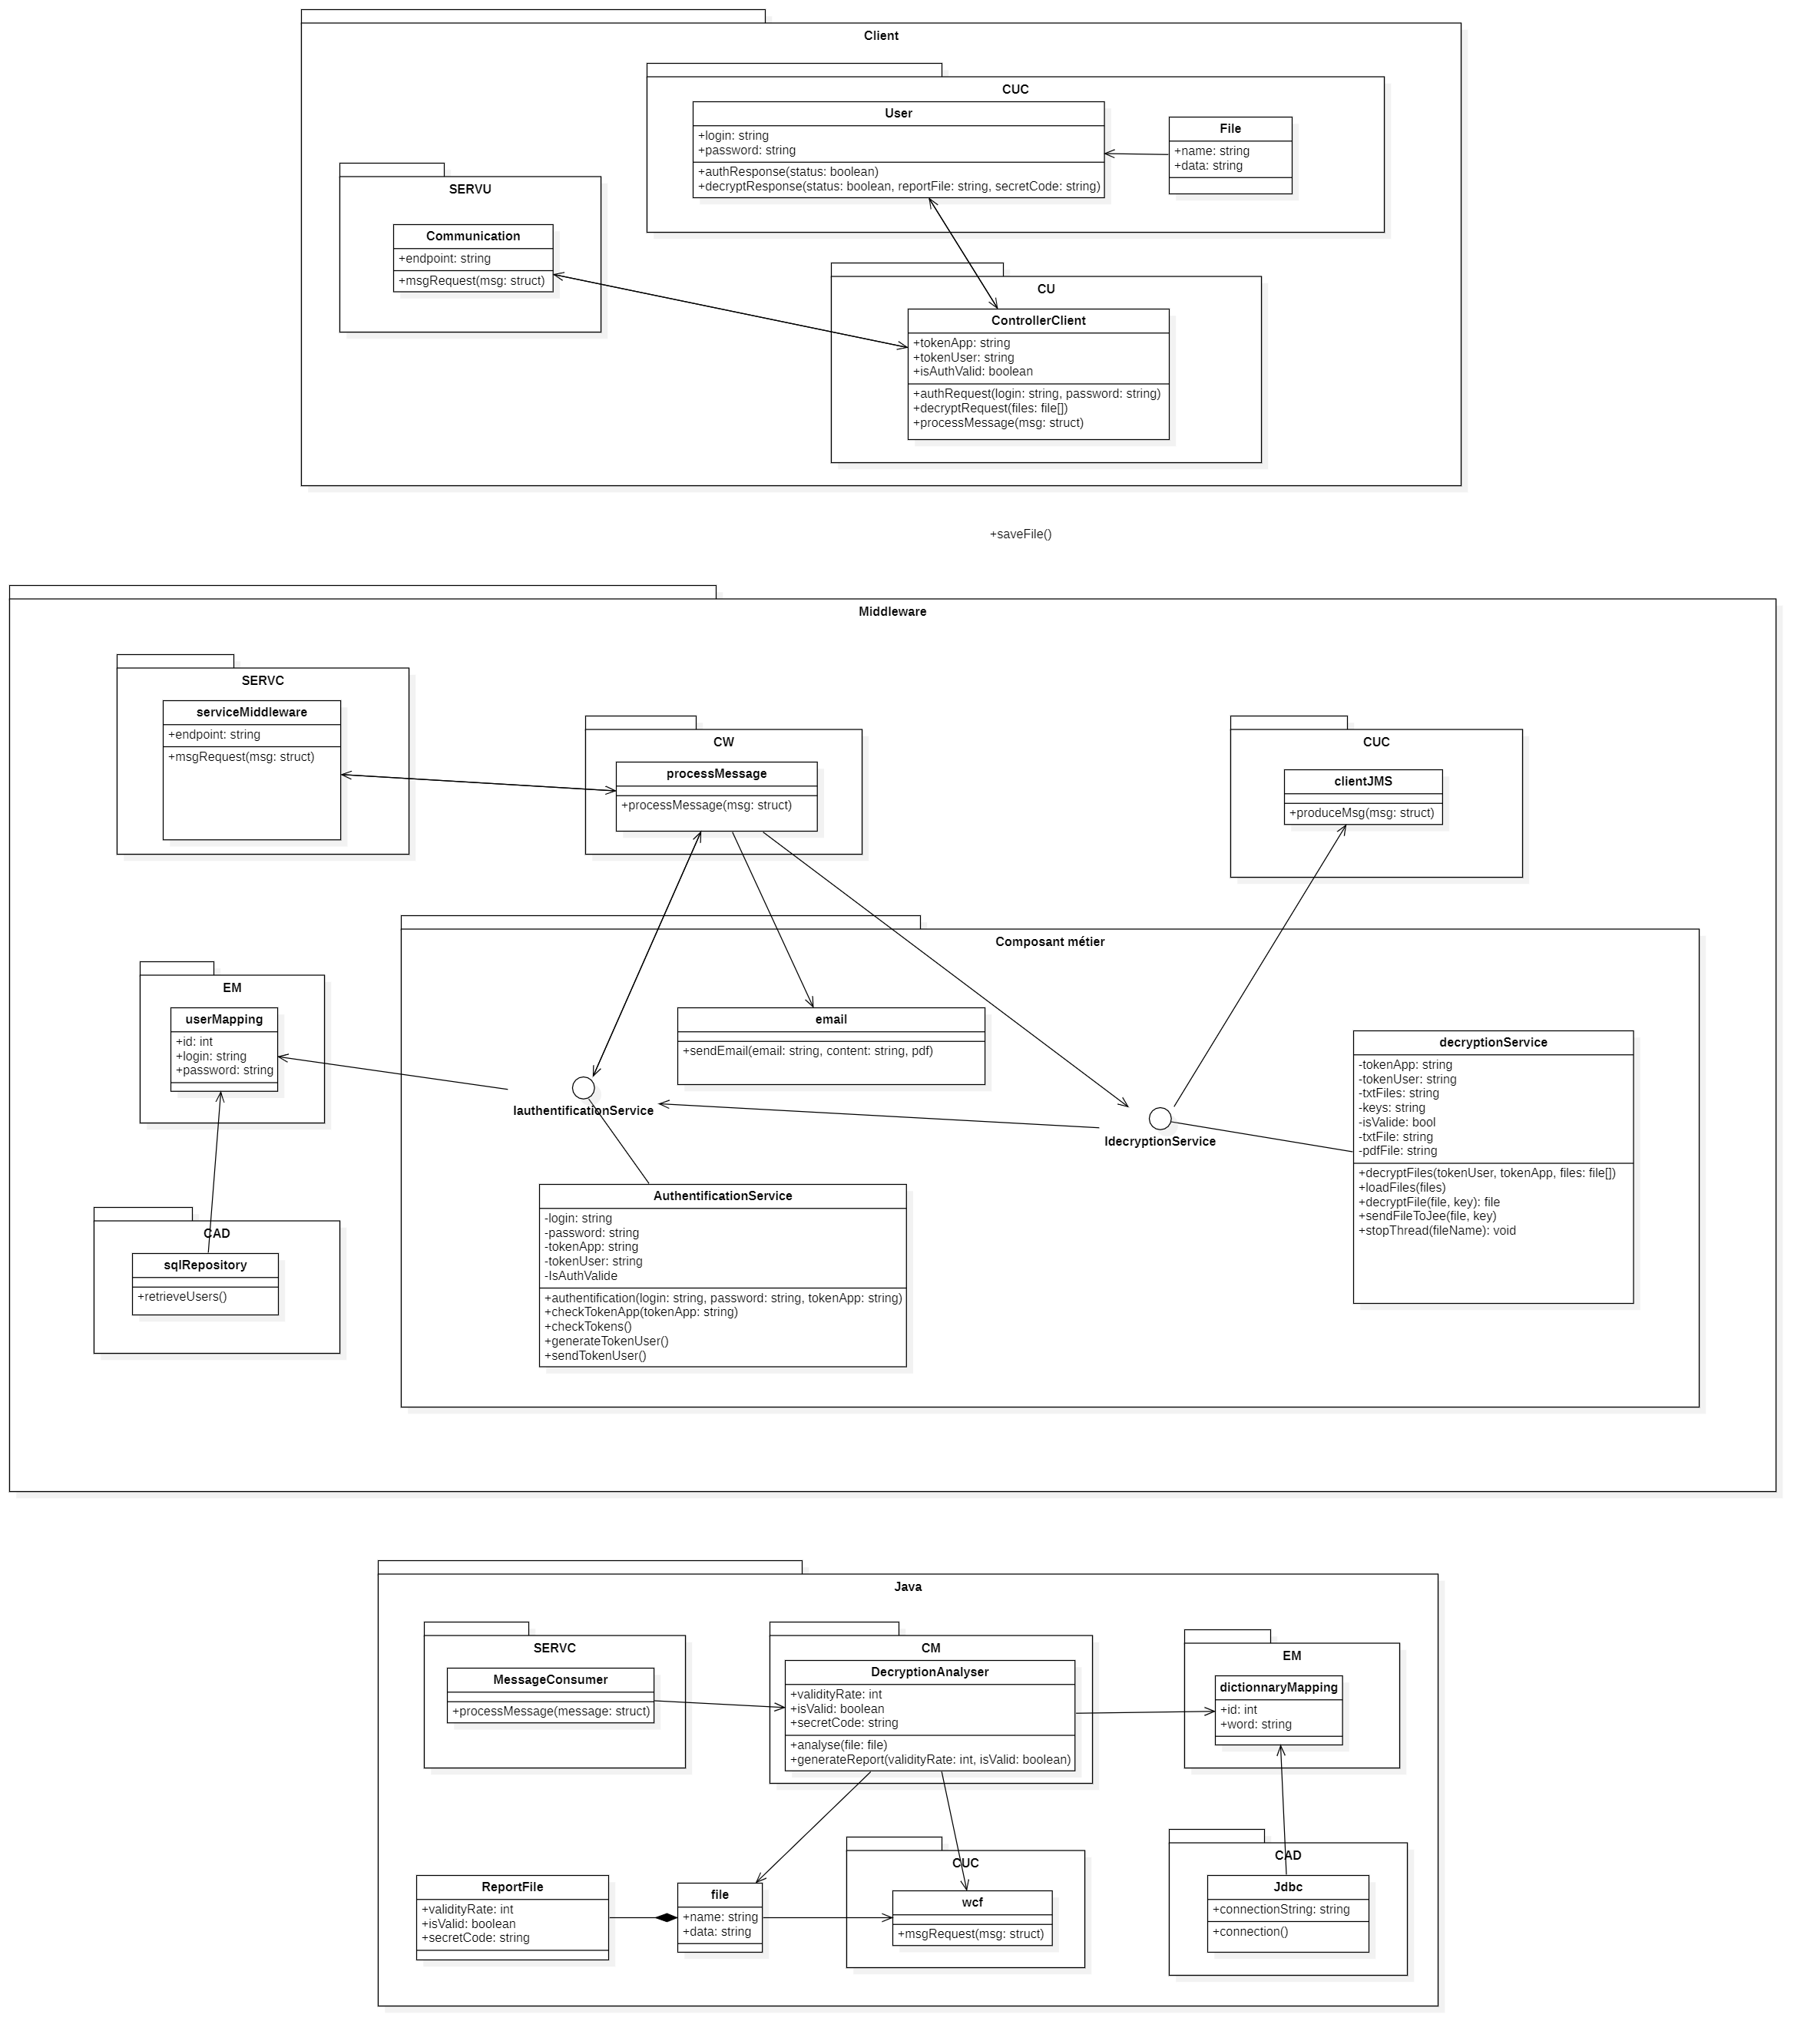 Client
CUC
User
+login: string
+password: string
+authResponse(status: boolean)
+decryptResponse(status: boolean, reportFile: string, secretCode: string)
File
+name: string
+data: string
SERVU
Communication
+endpoint: string
+msgRequest(msg: struct)
CU
ControllerClient
+tokenApp: string
+tokenUser: string
+isAuthValid: boolean
+authRequest(login: string, password: string)
+decryptRequest(files: file[])
+processMessage(msg: struct)
+saveFile()
Middleware
SERVC
serviceMiddleware
+endpoint: string
+msgRequest(msg: struct)
CW
processMessage
+processMessage(msg: struct)
CUC
clientJMS
+produceMsg(msg: struct)
Composant métier
EM
userMapping
+id: int
+login: string
+password: string
email
+sendEmail(email: string, content: string, pdf)
IauthentificationService
IdecryptionService
decryptionService
-tokenApp: string
-tokenUser: string
-txtFiles: string
-keys: string
-isValide: bool
-txtFile: string
-pdfFile: string
+decryptFiles(tokenUser, tokenApp, files: file[])
+loadFiles(files)
+decryptFile(file, key): file
+sendFileToJee(file, key)
+stopThread(fileName): void
AuthentificationService
-login: string
-password: string
-tokenApp: string
-tokenUser: string
-IsAuthValide
+authentification(login: string, password: string, tokenApp: string)
+checkTokenApp(tokenApp: string)
+checkTokens()
+generateTokenUser()
+sendTokenUser()
CAD
sqlRepository
+retrieveUsers()
Java
SERVC
MessageConsumer
+processMessage(message: struct)
CM
DecryptionAnalyser
+validityRate: int
+isValid: boolean
+secretCode: string
+analyse(file: file)
+generateReport(validityRate: int, isValid: boolean)
EM
dictionnaryMapping
+id: int
+word: string
ReportFile
+validityRate: int
+isValid: boolean
+secretCode: string
file
+name: string
+data: string
CUC
wcf
+msgRequest(msg: struct)
CAD
Jdbc
+connectionString: string
+connection()